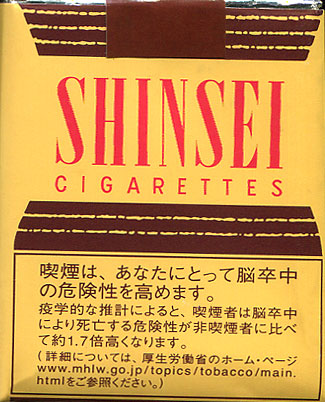 SHINSEI
CIGARETTES
喫煙は、あなたにとって脳卒中
の危険性を高めます。
疫学的な推計によると、喫煙者は脳卒中
により死亡する危険性が非喫煙者に比べ
て約1.7倍高くなります。
(詳細については、厚生労働省のホーム・ページ
www.mhlw.go.jp/topics/tobacco/main.
htmlをご参照ください。)